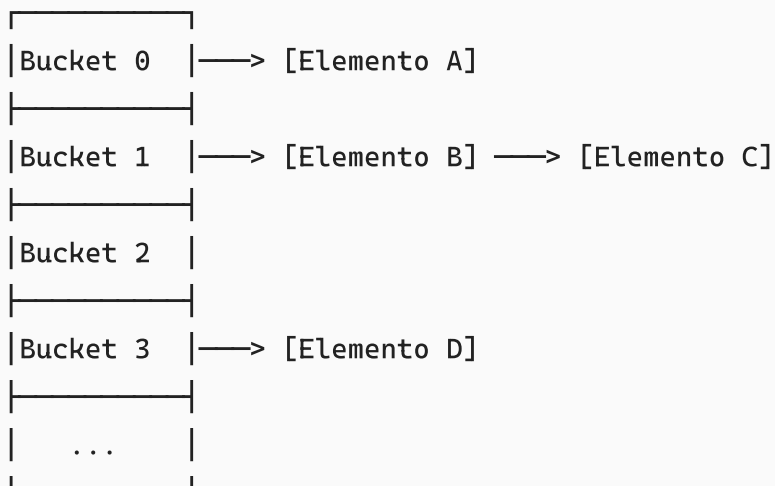 Bucket 0 ───> [Elemento A]
Bucket 1 ───> [Elemento B] ───> [Elemento C]
Bucket 2
Bucket 3 ───> [Elemento D]
...